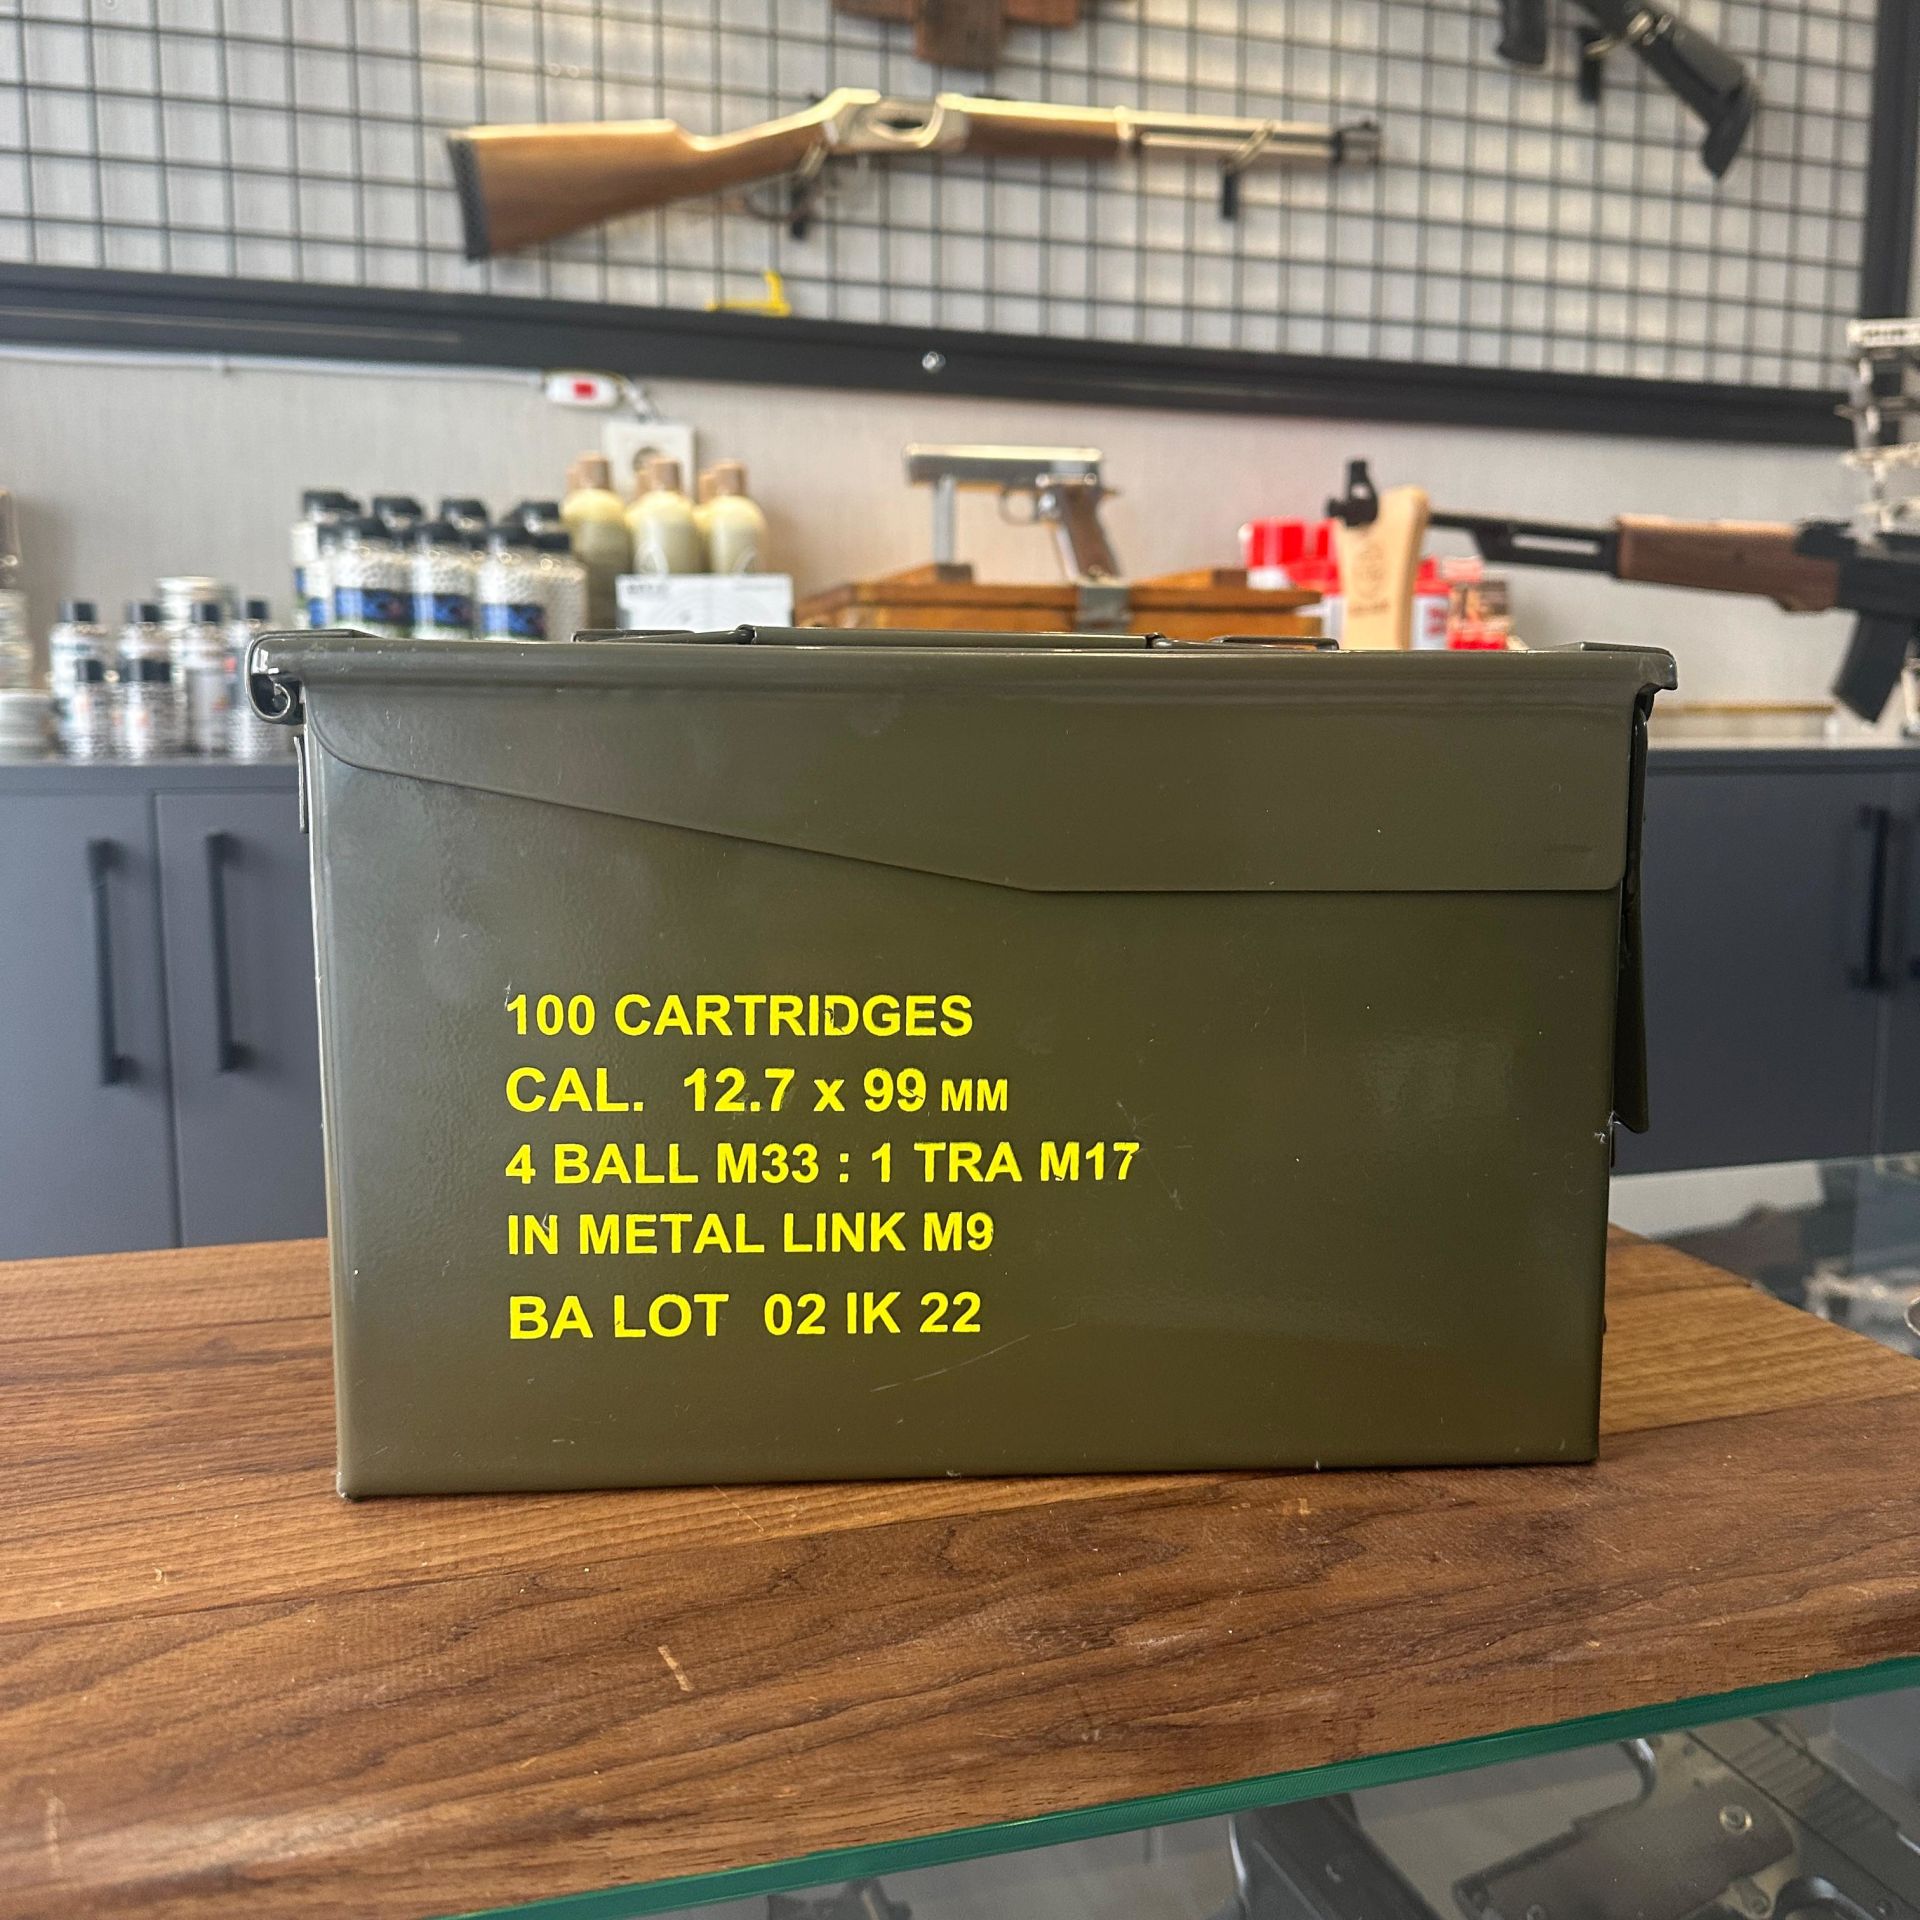 100 CARTRIDGES
CAL. 12.7 x 99 MM
4 BALL M33 : 1 TRA M17
IN METAL LINK M9
BA LOT 02 IK 22